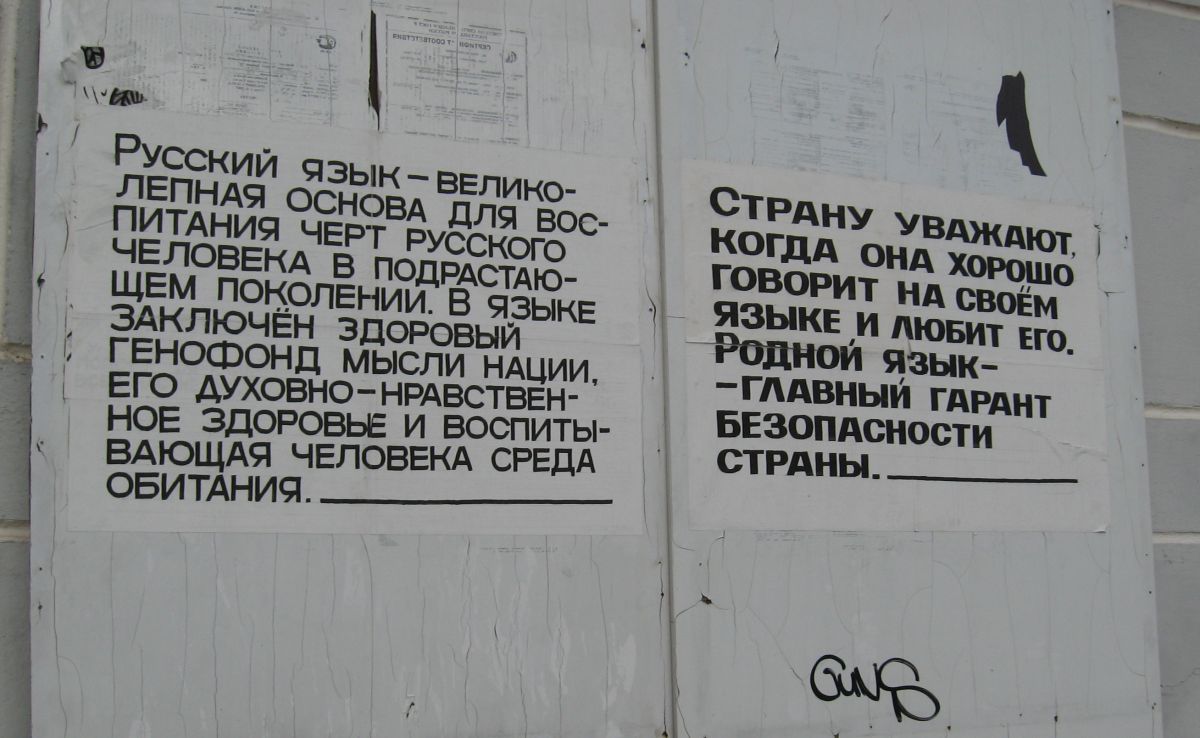 Русский язык – велико-
лепная основа для вос-
питания черт русского
человека в подрастаю-
щем поколении. В языке
заключён здоровый
генофонд мысли нации,
его духовно-нравствен-
ное здоровье и воспиты-
вающая человека среда
обитания.
Страну уважают,
когда она хорошо
говорит на своём
языке и любит его.
Родной язык-
-главный гарант
безопасности
страны.
GUNS